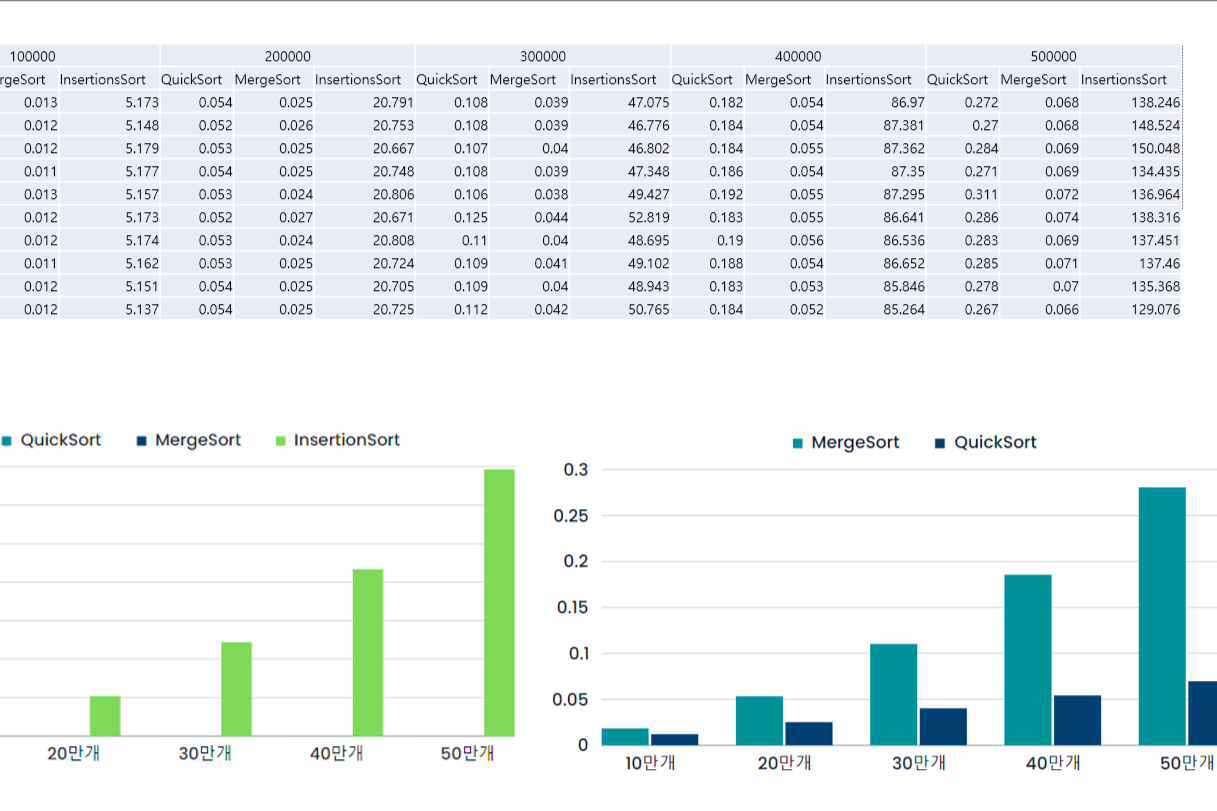 100000 200000 300000 400000 500000
rgeSort InsertionsSort QuickSort MergeSort InsertionsSort QuickSort MergeSort InsertionsSort QuickSort MergeSort InsertionsSort QuickSort MergeSort InsertionsSort
0.013 5.173 0.054 0.025 20.791 0.108 0.039 47.075 0.182 0.054 86.97 0.272 0.068 138.246
0.012 5.148 0.052 0.026 20.753 0.108 0.039 46.776 0.184 0.054 87.381 0.27 0.068 148.524
0.012 5.179 0.053 0.025 20.667 0.107 0.04 46.802 0.184 0.055 87.362 0.284 0.069 150.048
0.011 5.177 0.054 0.025 20.748 0.108 0.039 47.348 0.186 0.054 87.35 0.271 0.069 134.435
0.013 5.157 0.053 0.024 20.806 0.106 0.038 49.427 0.192 0.055 87.295 0.311 0.072 136.964
0.012 5.173 0.052 0.027 20.671 0.125 0.044 52.819 0.183 0.055 86.641 0.286 0.074 138.316
0.012 5.174 0.053 0.024 20.808 0.11 0.04 48.695 0.19 0.056 86.536 0.283 0.069 137.451
0.011 5.162 0.053 0.025 20.724 0.109 0.041 49.102 0.188 0.054 86.652 0.285 0.071 137.46
0.012 5.151 0.054 0.025 20.705 0.109 0.04 48.943 0.183 0.053 85.846 0.278 0.07 135.368
0.012 5.137 0.054 0.025 20.725 0.112 0.042 50.765 0.184 0.052 85.264 0.267 0.066 129.076
QuickSort MergeSort InsertionSort
20만개 30만개 40만개 50만개
MergeSort QuickSort
0.3
0.25
0.2
0.15
0.1
0.05
0
10만개 20만개 30만개 40만개 50만개